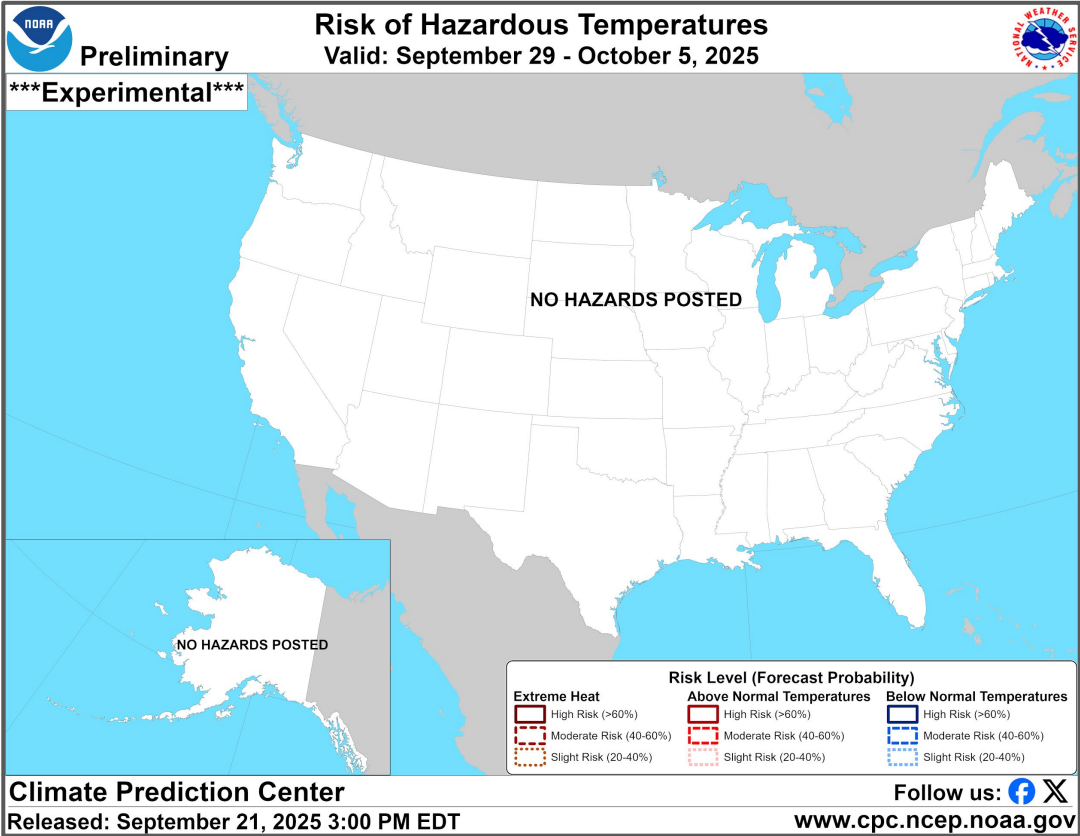 NOAA
Preliminary
Risk of Hazardous Temperatures
Valid: September 29 - October 5, 2025
NATIONAL WEATHER SERVICE
***Experimental***
NO HAZARDS POSTED
NO HAZARDS POSTED
Risk Level (Forecast Probability)
Extreme Heat
High Risk (>60%)
Moderate Risk (40-60%)
Slight Risk (20-40%)
Above Normal Temperatures
High Risk (>60%)
Moderate Risk (40-60%)
Slight Risk (20-40%)
Below Normal Temperatures
High Risk (>60%)
Moderate Risk (40-60%)
Slight Risk (20-40%)
Climate Prediction Center
Released: September 21, 2025 3:00 PM EDT
Follow us:
www.cpc.ncep.noaa.gov